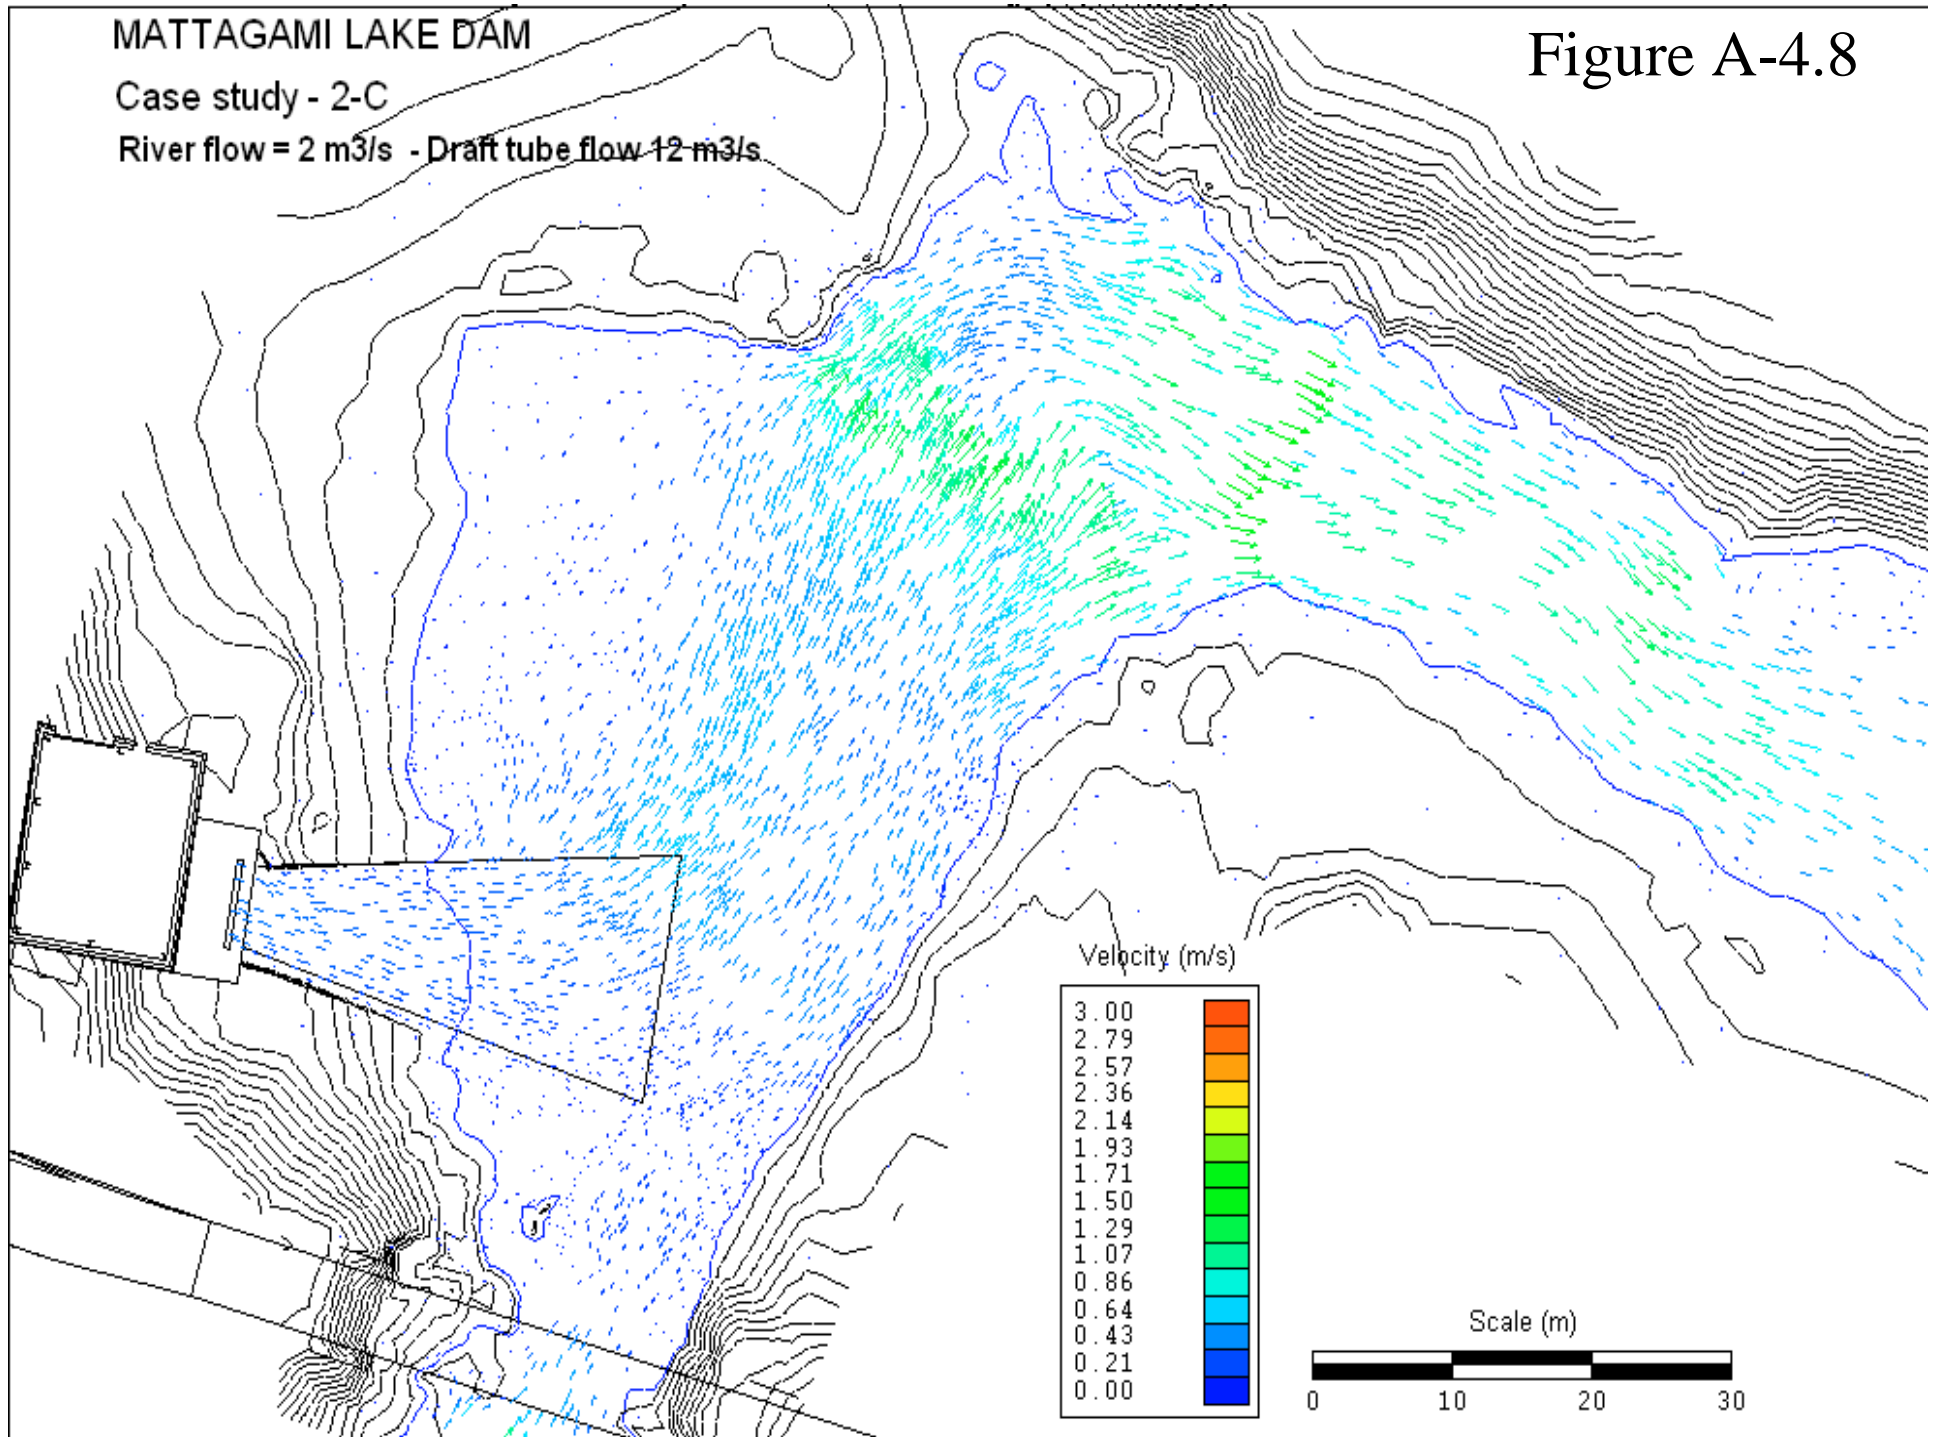 MATTAGAMI LAKE DAM
Figure A-4.8
Case study - 2-C
River flow = 2 m3/s - Draft tube flow 12 m3/s
Velocity (m/s)
3.00
2.79
2.57
2.36
2.14
1.93
1.71
1.50
1.29
1.07
0.86
0.64
0.43
0.21
0.00
Scale (m)
0 10 20 30